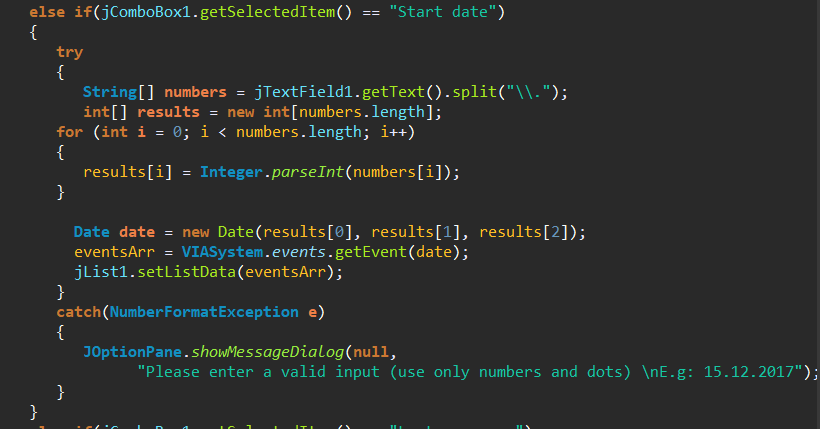 else if(jComboBox1.getSelectedItem() == "Start date")
{
try
{
String[] numbers = jTextField1.getText().split("\\.");
int[] results = new int[numbers.length];
for (int i = 0; i < numbers.length; i++)
{
results[i] = Integer.parseInt(numbers[i]);
}
Date date = new Date(results[0], results[1], results[2]);
eventsArr = VIASystem.events.getEvent(date);
jList1.setListData(eventsArr);
}
catch(NumberFormatException e)
{
JOptionPane.showMessageDialog(null,
"Please enter a valid input (use only numbers and dots) \nE.g: 15.12.2017");
}
}